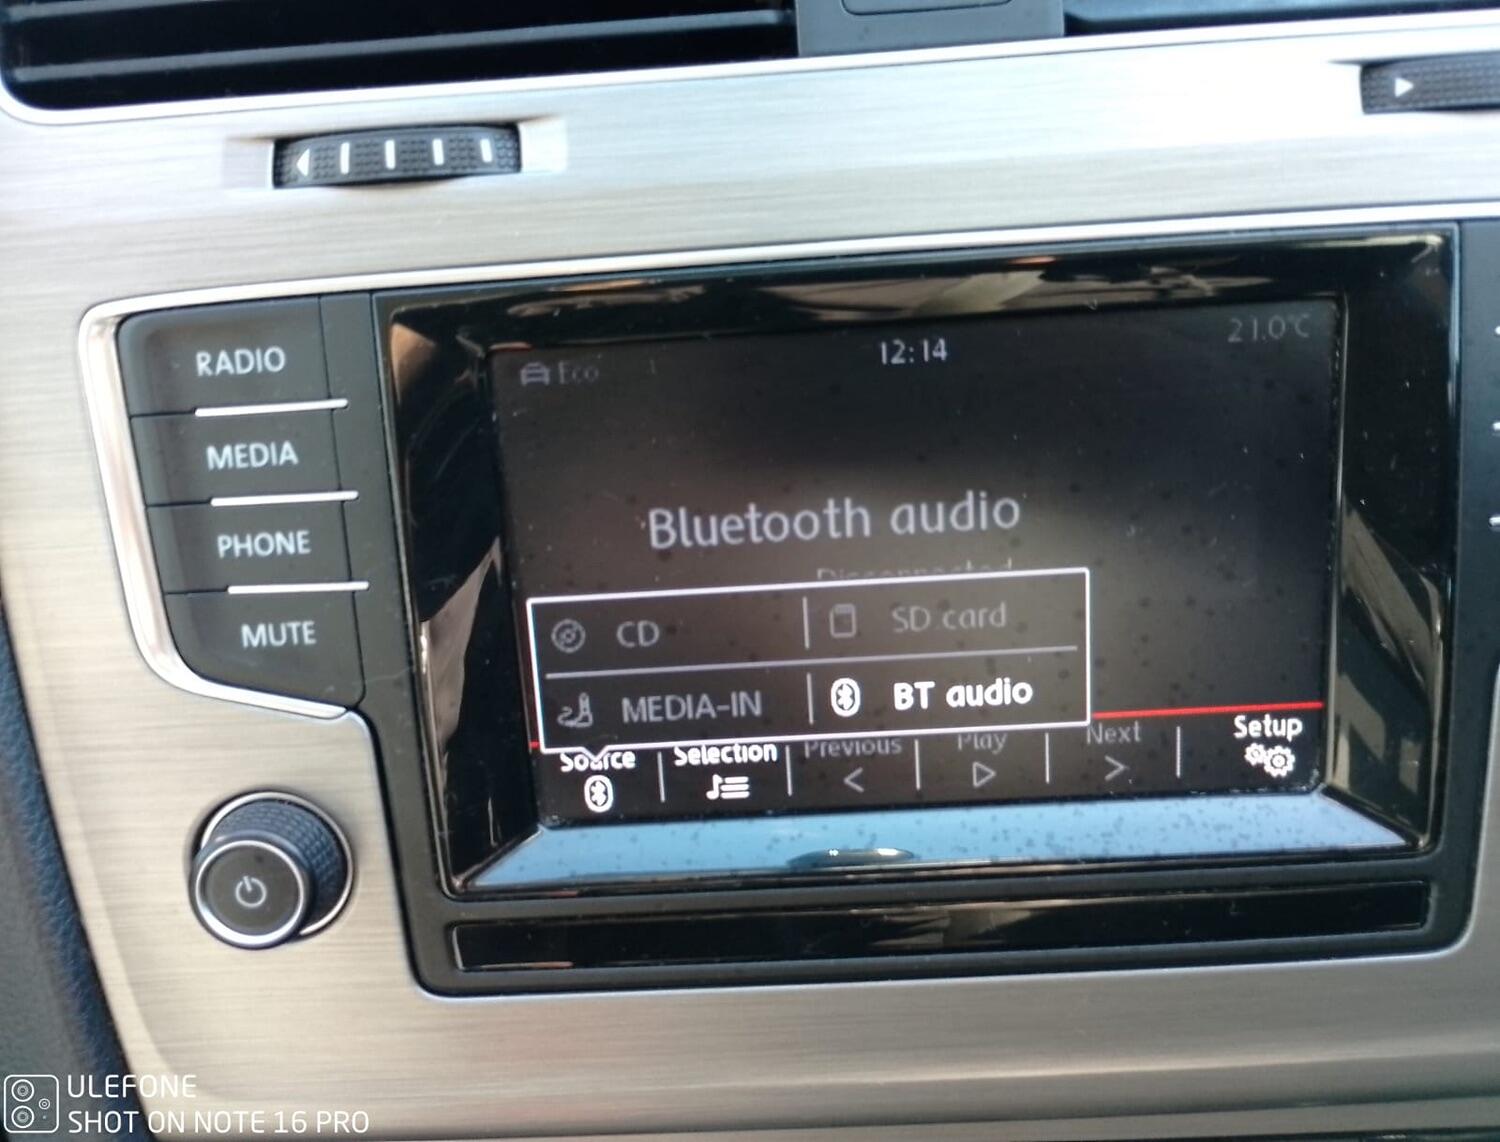 RADIO
MEDIA
PHONE
MUTE
Eco
12:14
21.0°C
Bluetooth audio
Disconnected
CD
SD card
MEDIA-IN
BT audio
Source
Selection
Previous
Play
Next
Setup
ULEFONE
SHOT ON NOTE 16 PRO